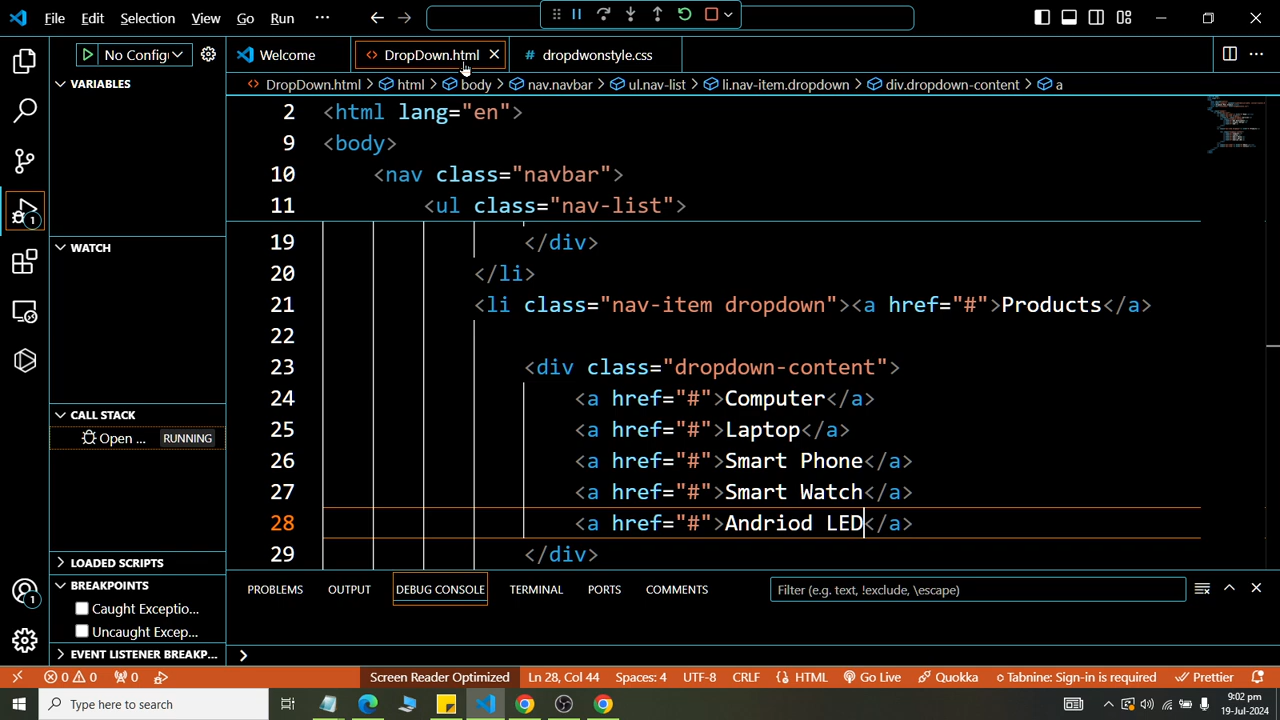 File Edit Selection View Go Run ···
No Config
Welcome
<> DropDown.html
# dropdwonstyle.css
DropDown.html > html > body > nav.navbar > ul.nav-list > li.nav-item.dropdown > div.dropdown-content > a
VARIABLES
WATCH
CALL STACK
Open ... RUNNING
LOADED SCRIPTS
BREAKPOINTS
Caught Exceptio...
Uncaught Excep...
EVENT LISTENER BREAKP...
1
1
2 <html lang="en">
9 <body>
10 <nav class="navbar">
11 <ul class="nav-list">
19 </div>
20 </li>
21 <li class="nav-item dropdown"><a href="#">Products</a>
22
23 <div class="dropdown-content">
24 <a href="#">Computer</a>
25 <a href="#">Laptop</a>
26 <a href="#">Smart Phone</a>
27 <a href="#">Smart Watch</a>
28 <a href="#">Andriod LED</a>
29 </div>
PROBLEMS OUTPUT DEBUG CONSOLE TERMINAL PORTS COMMENTS
Filter (e.g. text, !exclude, \escape)
>
0 0 0 Screen Reader Optimized Ln 28, Col 44 Spaces: 4 UTF-8 CRLF {} HTML Go Live Quokka Tabnine: Sign-in is required Prettier
Type here to search
9:02 pm
19-Jul-2024